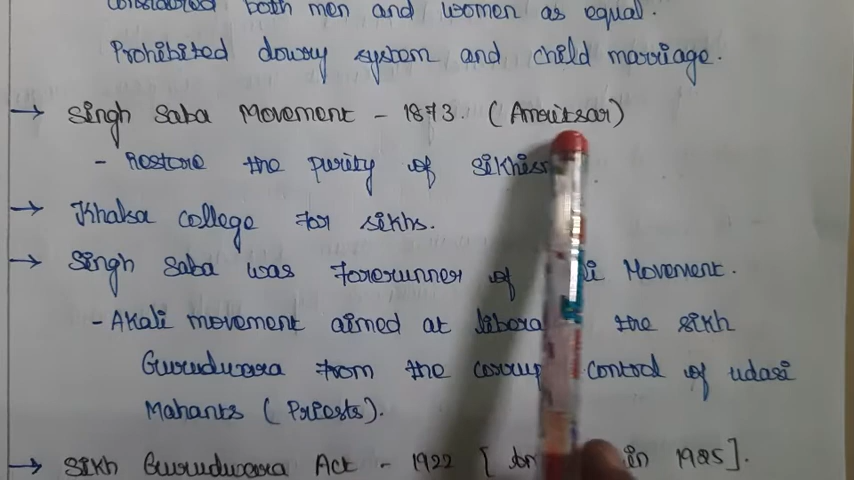 considered both men and women as equal.
Prohibited dowry system and child marriage.
→ Singh Saba Movement - 1873. (Amritsar)
- Restore the purity of Sikhism
→ Khalsa college for sikhs.
→ Singh Saba was forerunner of Movement.
- Akali movement aimed at the sikh
Gurudwara from the control of udasi
Mahants (Priests).
→ Sikh Gurudwara Act - 1922 [ in 1925].